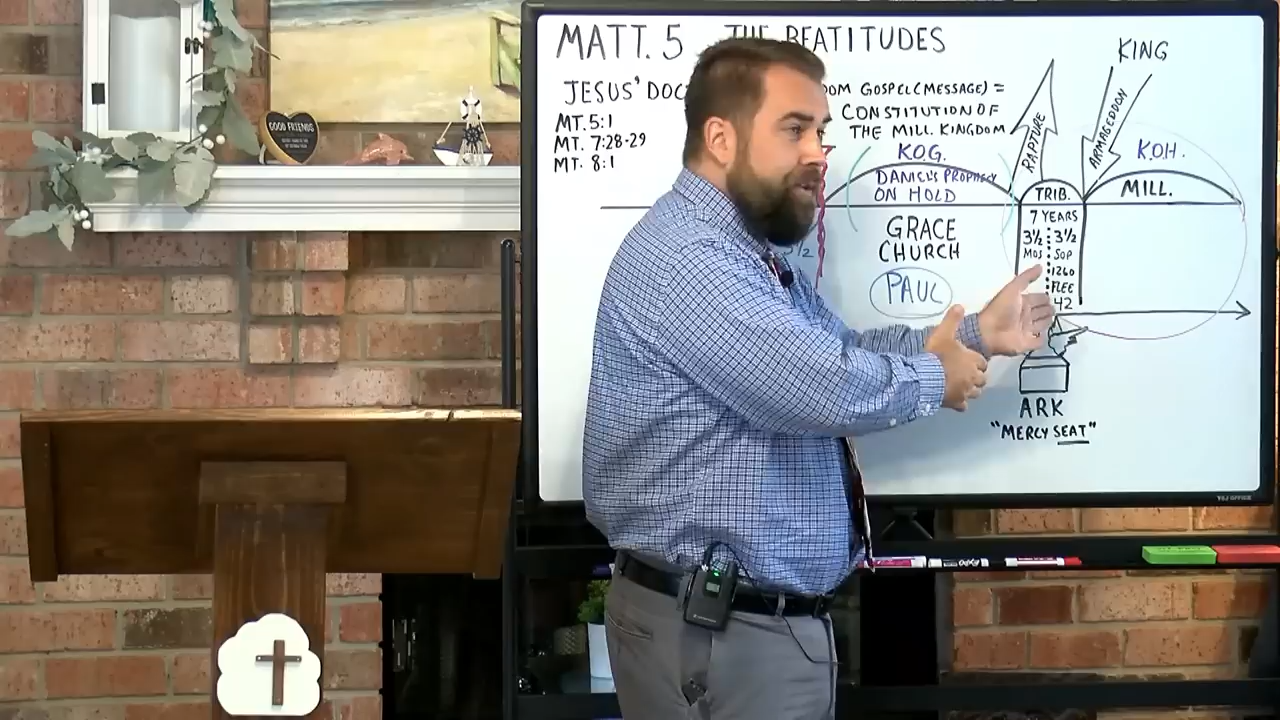 MATT. 5 THE BEATITUDES
JESUS' DOC
DOM GOSPEL (MESSAGE) =
CONSTITUTION OF
THE MILL. KINGDOM
MT. 5:1
MT. 7:28-29
MT. 8:1
KING
RAPTURE
ARMAGEDDON
K.O.G.
K.O.H.
DANIEL'S PROPHECY
ON HOLD
TRIB.
MILL.
7 YEARS
3½ 3½
MOS SOP
1260
FLEE
42
GRACE
CHURCH
PAUL
ARK
"MERCY SEAT"
GOOD FRIENDS